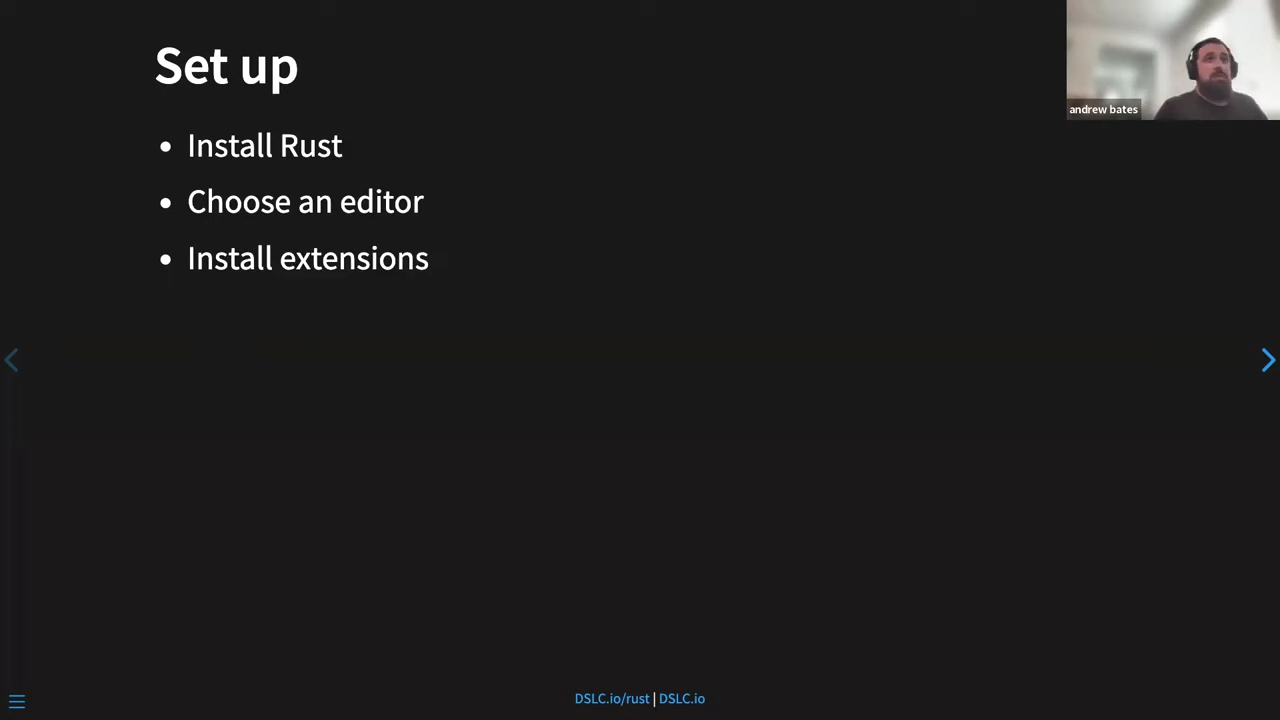 Set up
andrew bates
Install Rust
Choose an editor
Install extensions
DSLC.io/rust | DSLC.io